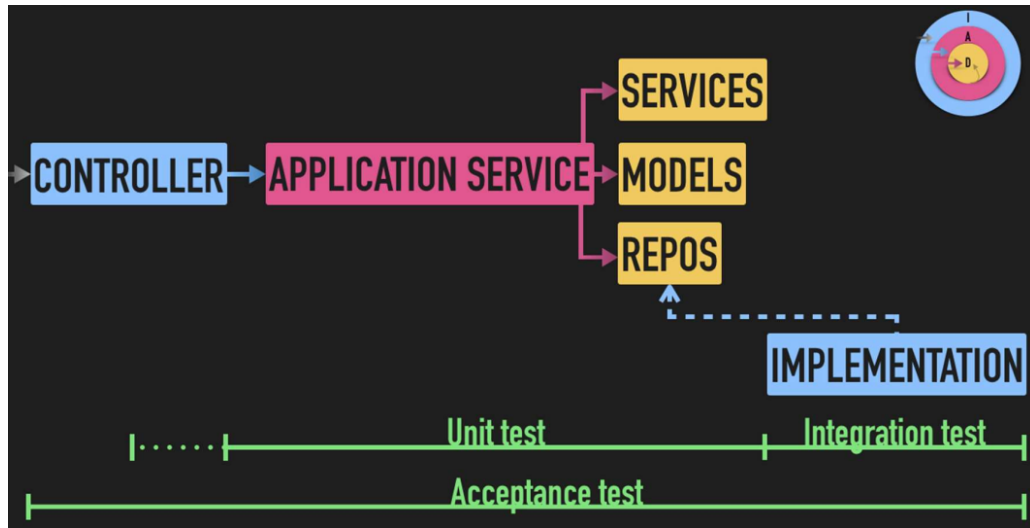 I
A
D
SERVICES
CONTROLLER
APPLICATION SERVICE
MODELS
REPOS
IMPLEMENTATION
Unit test
Integration test
Acceptance test